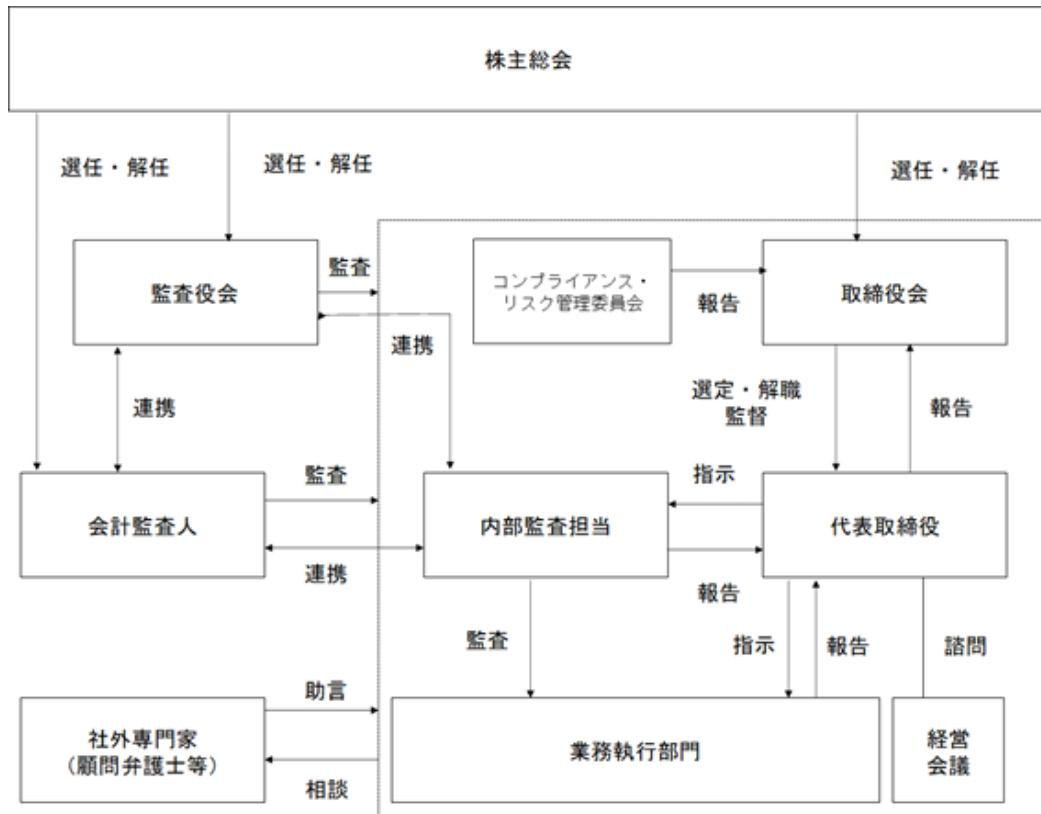 株主総会
選任・解任
選任・解任
選任・解任
監査役会
監査
コンプライアンス・
リスク管理委員会
報告
取締役会
連携
連携
選定・解職
監督
報告
会計監査人
監査
連携
内部監査担当
指示
報告
代表取締役
監査
指示
報告
諮問
社外専門家
（顧問弁護士等）
助言
相談
業務執行部門
経営
会議